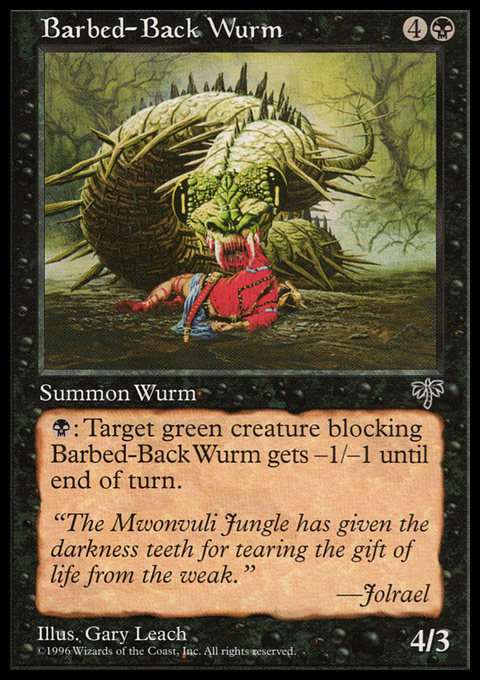 Barbed-Back Wurm 4
Summon Wurm
: Target green creature blocking
Barbed-Back Wurm gets –1/–1 until
end of turn.
“The Mwonvuli Jungle has given the
darkness teeth for tearing the gift of
life from the weak.”
—Jolrael
Illus. Gary Leach
©1996 Wizards of the Coast, Inc. All rights reserved.
4/3